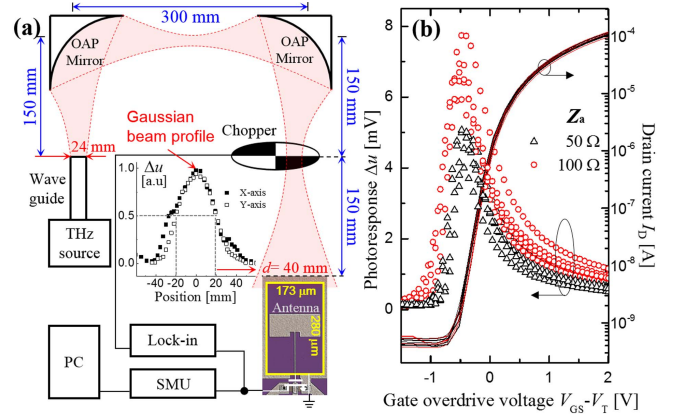 (a)
300 mm
OAP
Mirror
OAP
Mirror
150 mm
150 mm
24 mm
Gaussian
beam profile
Chopper
Wave
guide
THz
source
Δu
[a.u]
1.0
0.5
0.0
X-axis
Y-axis
-40 -20 0 20 40
Position [mm]
150 mm
d= 40 mm
173 µm
Antenna
280 µm
PC
Lock-in
SMU
(b)
Photoresponse Δu [mV]
8
6
4
2
0
Z a
50 Ω
100 Ω
10⁻⁴
10⁻⁵
10⁻⁶
10⁻⁷
10⁻⁸
10⁻⁹
Drain current I_D [A]
-1 0 1 2
Gate overdrive voltage V_GS-V_T [V]